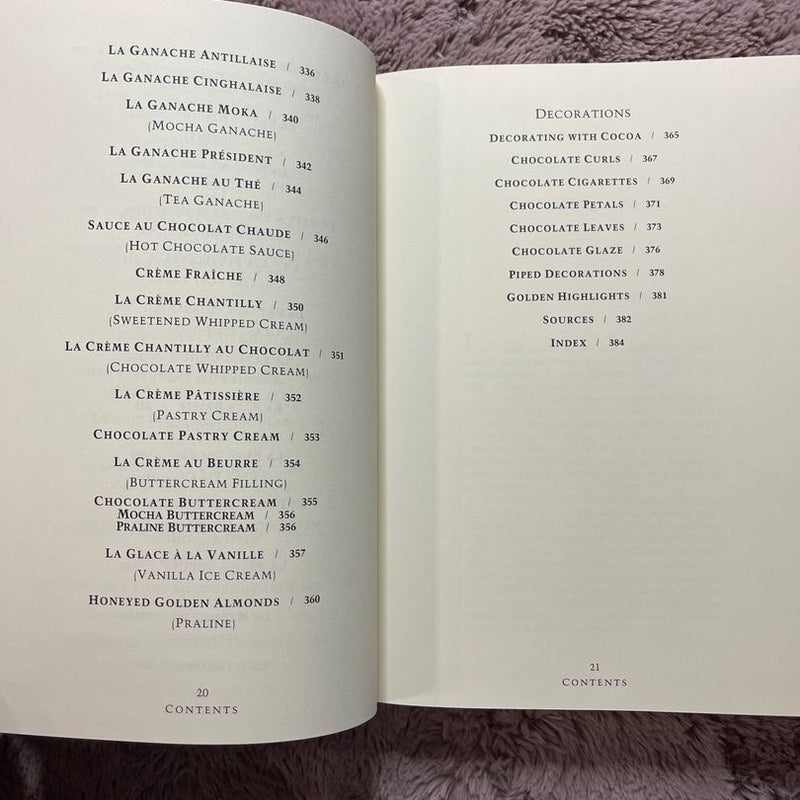 La Ganache Antillaise / 336
La Ganache Cinghalaise / 338
La Ganache Moka / 340
(Mocha Ganache)
La Ganache Président / 342
La Ganache au Thé / 344
(Tea Ganache)
Sauce au Chocolat Chaude / 346
(Hot Chocolate Sauce)
Crème Fraîche / 348
La Crème Chantilly / 350
(Sweetened Whipped Cream)
La Crème Chantilly au Chocolat / 351
(Chocolate Whipped Cream)
La Crème Pâtissière / 352
(Pastry Cream)
Chocolate Pastry Cream / 353
La Crème au Beurre / 354
(Buttercream Filling)
Chocolate Buttercream / 355
Mocha Buttercream / 356
Praline Buttercream / 356
La Glace à la Vanille / 357
(Vanilla Ice Cream)
Honeyed Golden Almonds / 360
(Praline)
20
Contents
Decorations
Decorating with Cocoa / 365
Chocolate Curls / 367
Chocolate Cigarettes / 369
Chocolate Petals / 371
Chocolate Leaves / 373
Chocolate Glaze / 376
Piped Decorations / 378
Golden Highlights / 381
Sources / 382
Index / 384
21
Contents